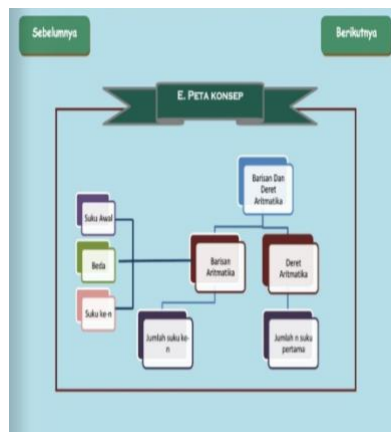 Sebelumnya
Berikutnya
E. PETA KONSEP
Barisan Dan
Deret
Aritmatika
Suku Awal
Beda
Suku ke-n
Barisan
Aritmatika
Deret
Aritmatika
Jumlah suku ke-
n
Jumlah n suku
pertama